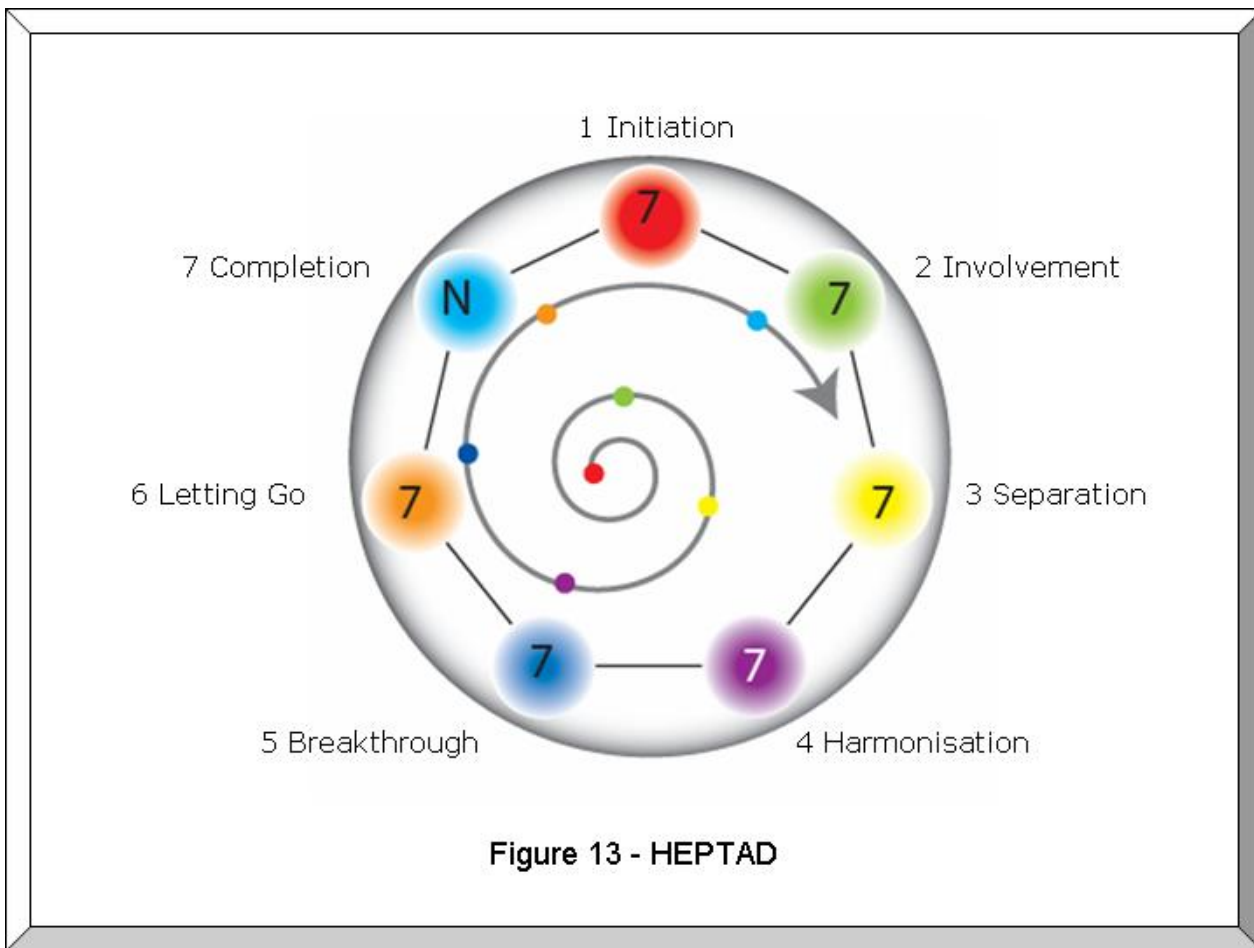 1 Initiation
7
7 Completion
N
2 Involvement
7
6 Letting Go
7
3 Separation
7
5 Breakthrough
7
4 Harmonisation
7
Figure 13 - HEPTAD